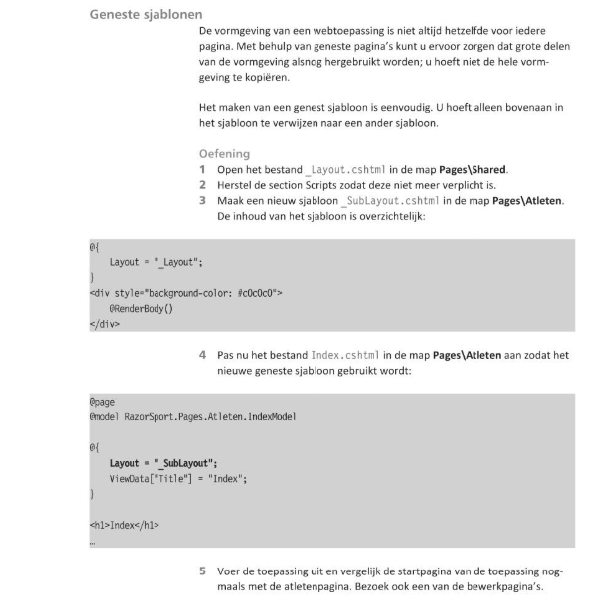 Geneste sjablonen
De vormgeving van een webtoepassing is niet altijd hetzelfde voor iedere
pagina. Met behulp van geneste pagina's kunt u ervoor zorgen dat grote delen
van de vormgeving alsnog hergebruikt worden; u hoeft niet de hele vorm-
geving te kopiëren.
Het maken van een genest sjabloon is eenvoudig. U hoeft alleen bovenaan in
het sjabloon te verwijzen naar een ander sjabloon.
Oefening
1 Open het bestand _Layout.cshtml in de map Pages\Shared.
2 Herstel de section Scripts zodat deze niet meer verplicht is.
3 Maak een nieuw sjabloon _SubLayout.cshtml in de map Pages\Atleten.
De inhoud van het sjabloon is overzichtelijk:
@{
Layout = "_Layout";
}
<div style="background-color: #c0c0c0">
@RenderBody()
</div>
4 Pas nu het bestand Index.cshtml in de map Pages\Atleten aan zodat het
nieuwe geneste sjabloon gebruikt wordt:
@page
@model RazorSport.Pages.Atleten.IndexModel
@{
Layout = "_SubLayout";
ViewData["Title"] = "Index";
}
<h1>Index</h1>
…
5 Voer de toepassing uit en vergelijk de startpagina van de toepassing nog-
maals met de atletenpagina. Bezoek ook een van de bewerkpagina's.